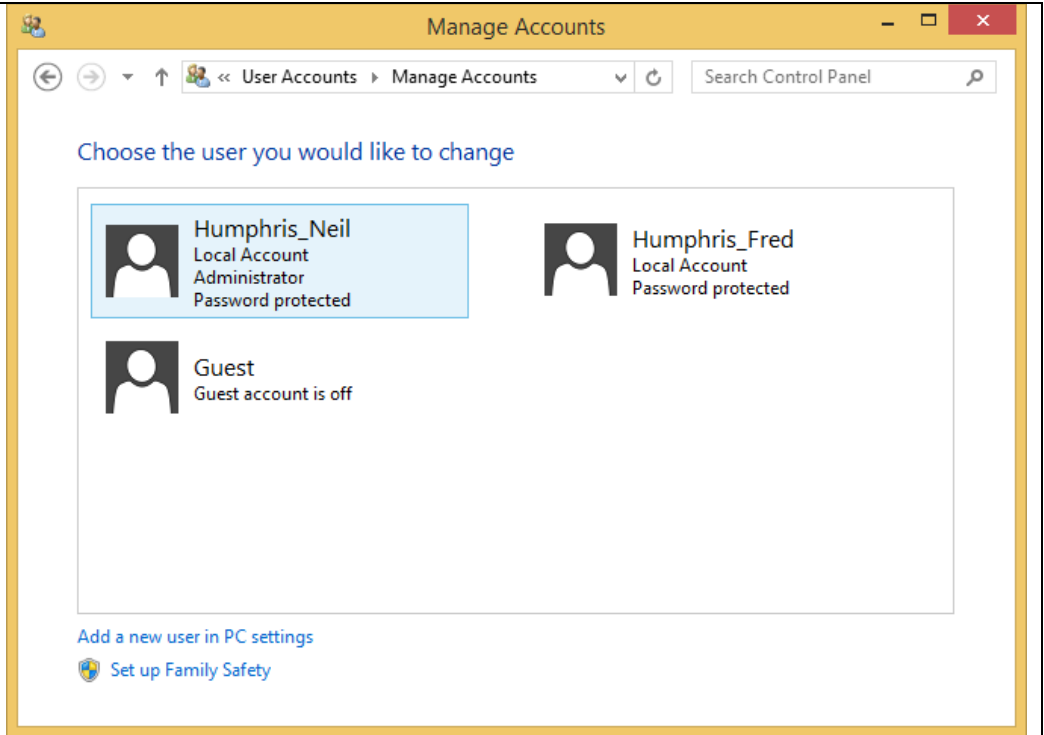 Manage Accounts
« User Accounts Manage Accounts
Search Control Panel
Choose the user you would like to change
Humphris_Neil
Local Account
Administrator
Password protected
Humphris_Fred
Local Account
Password protected
Guest
Guest account is off
Add a new user in PC settings
Set up Family Safety